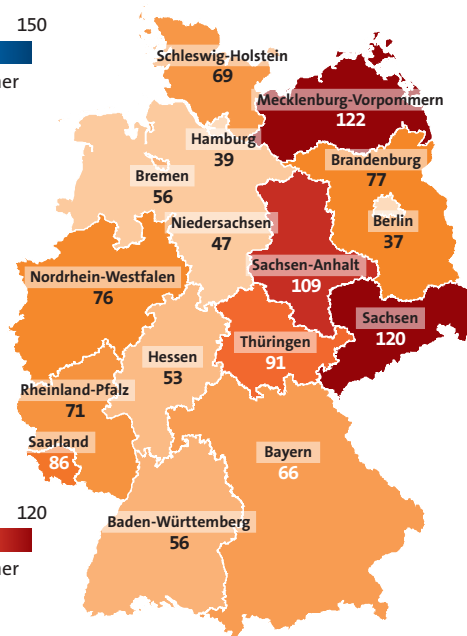 150
ner
Schleswig-Holstein
69
Mecklenburg-Vorpommern
122
Hamburg
39
Brandenburg
77
Bremen
56
Niedersachsen
47
Berlin
37
Sachsen-Anhalt
109
Nordrhein-Westfalen
76
Sachsen
120
Thüringen
91
Hessen
53
Rheinland-Pfalz
71
Saarland
86
Bayern
66
Baden-Württemberg
56
120
ner